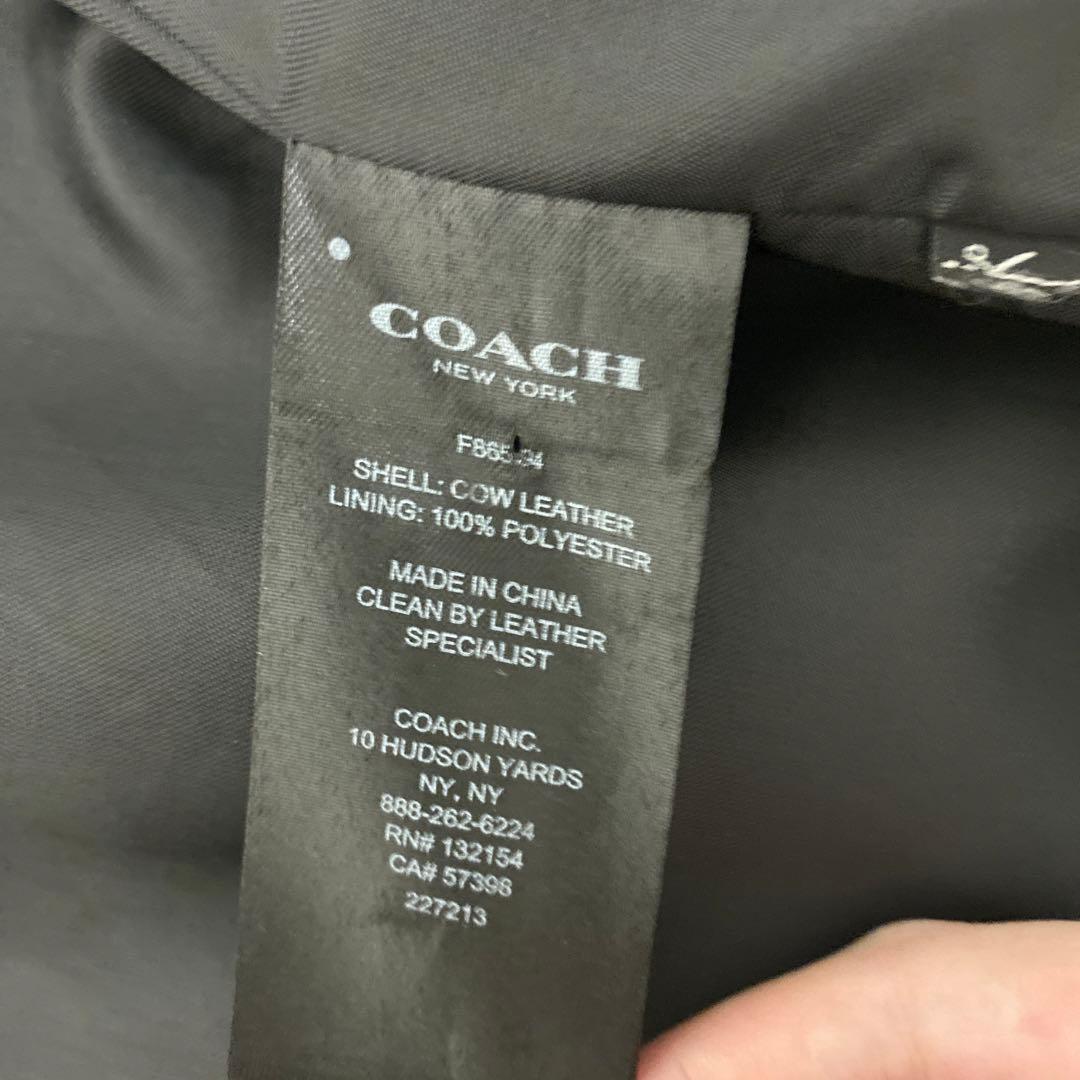 COACH
NEW YORK
SHELL: COW LEATHER
LINING: 100% POLYESTER
MADE IN CHINA
CLEAN BY LEATHER
SPECIALIST
COACH INC.
10 HUDSON YARDS
NY, NY
888-262-6224
RN# 132154
CA# 57398
227213